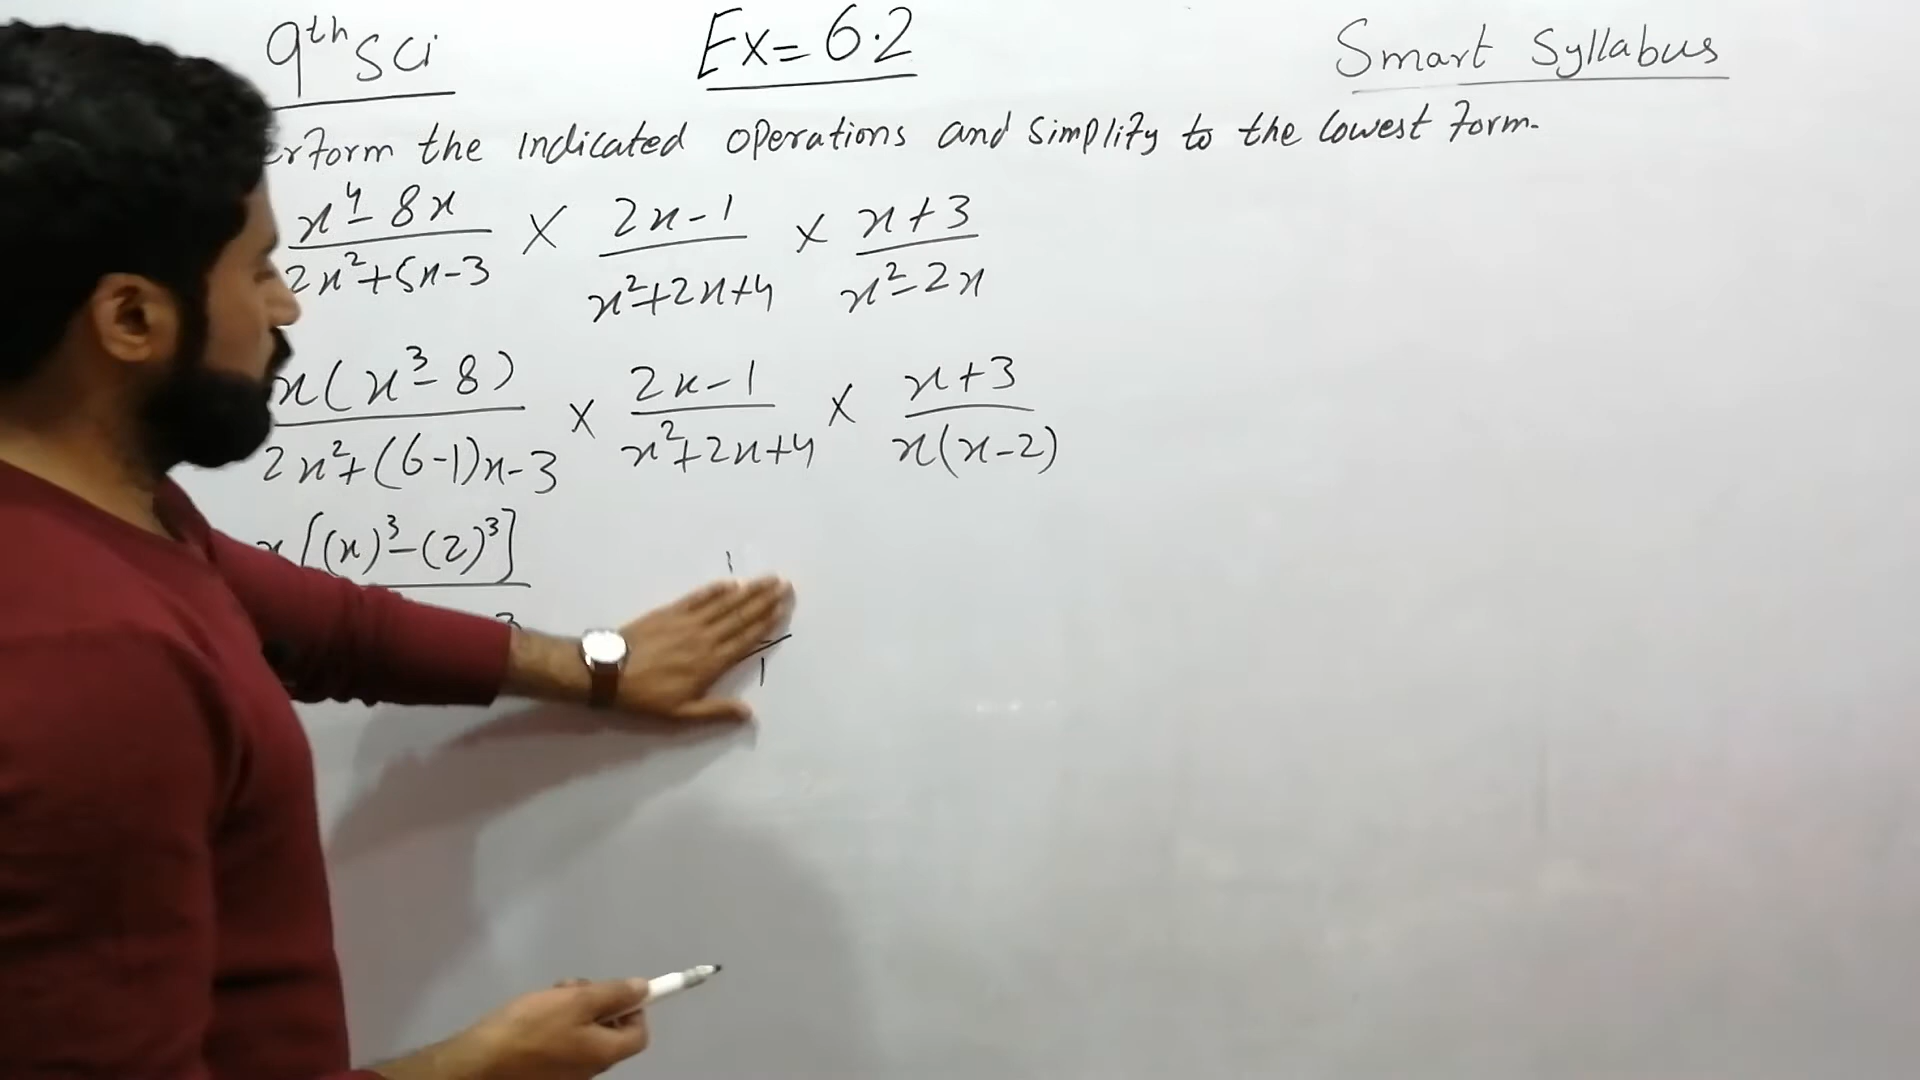 9th Sci Ex= 6.2 Smart Syllabus
erform the indicated operations and simplify to the lowest form.
x⁴-8x / 2x²+5x-3 × 2x-1 / x²+2x+4 × x+3 / x²-2x
x(x³-8) / 2x²+(6-1)x-3 × 2x-1 / x²+2x+4 × x+3 / x(x-2)
x[(x)³-(2)³]